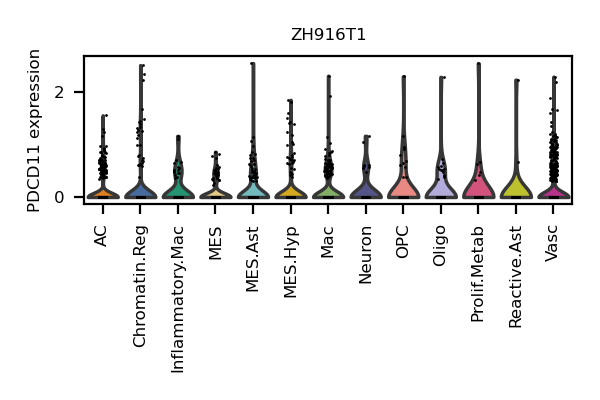 ZH916T1
PDCD11 expression
2
0
AC
Chromatin.Reg
Inflammatory.Mac
MES
MES.Ast
MES.Hyp
Mac
Neuron
OPC
Oligo
Prolif.Metab
Reactive.Ast
Vasc